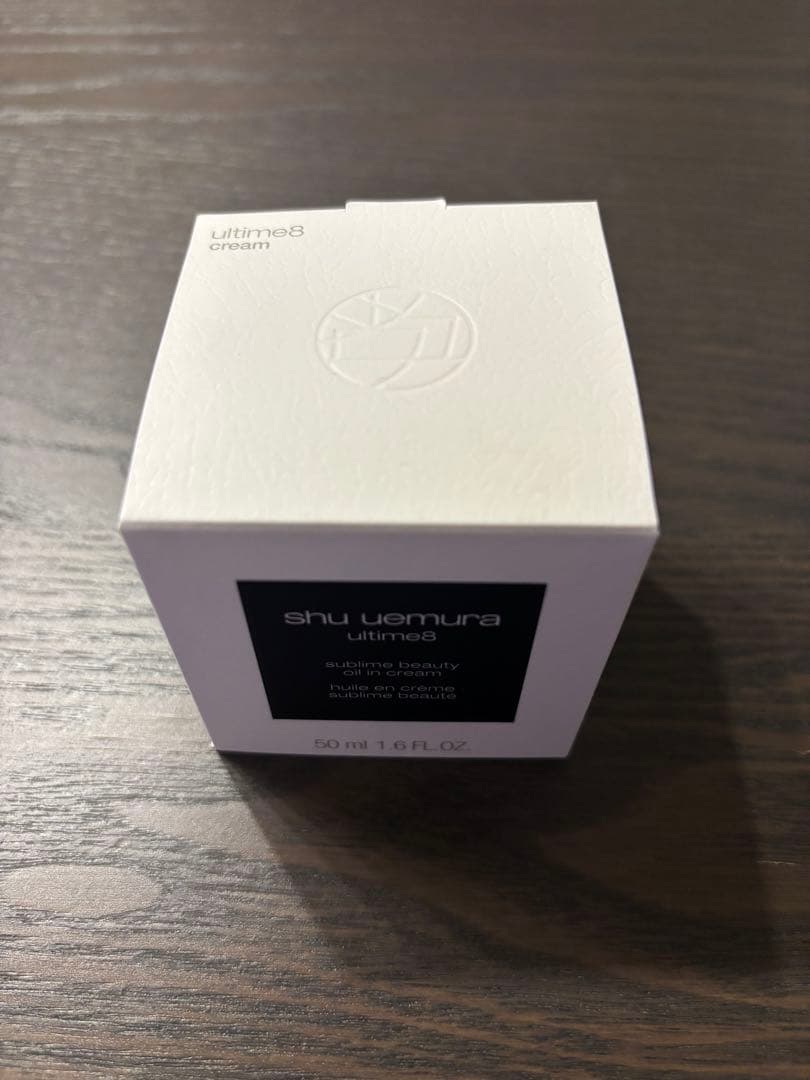 ultime8
cream
shu uemura
ultime8
sublime beauty
oil in cream
huile en crème
sublime beauté
50 ml 1.6 FL.OZ.